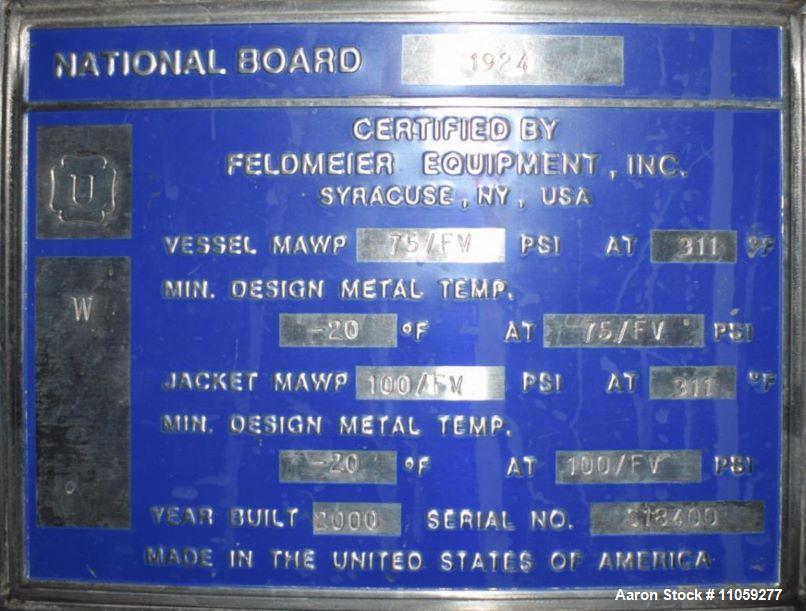 NATIONAL BOARD 1924
CERTIFIED BY
FELDMEIER EQUIPMENT, INC.
SYRACUSE, NY, USA
U
VESSEL MAWP 75/FV PSI AT 311 °F
W
MIN. DESIGN METAL TEMP.
-20 °F AT 75/FV PSI
JACKET MAWP 100/FV PSI AT 311 °F
MIN. DESIGN METAL TEMP.
-20 °F AT 100/FV PSI
YEAR BUILT 2000 SERIAL NO.
MADE IN THE UNITED STATES OF AMERICA
Aaron Stock # 11059277